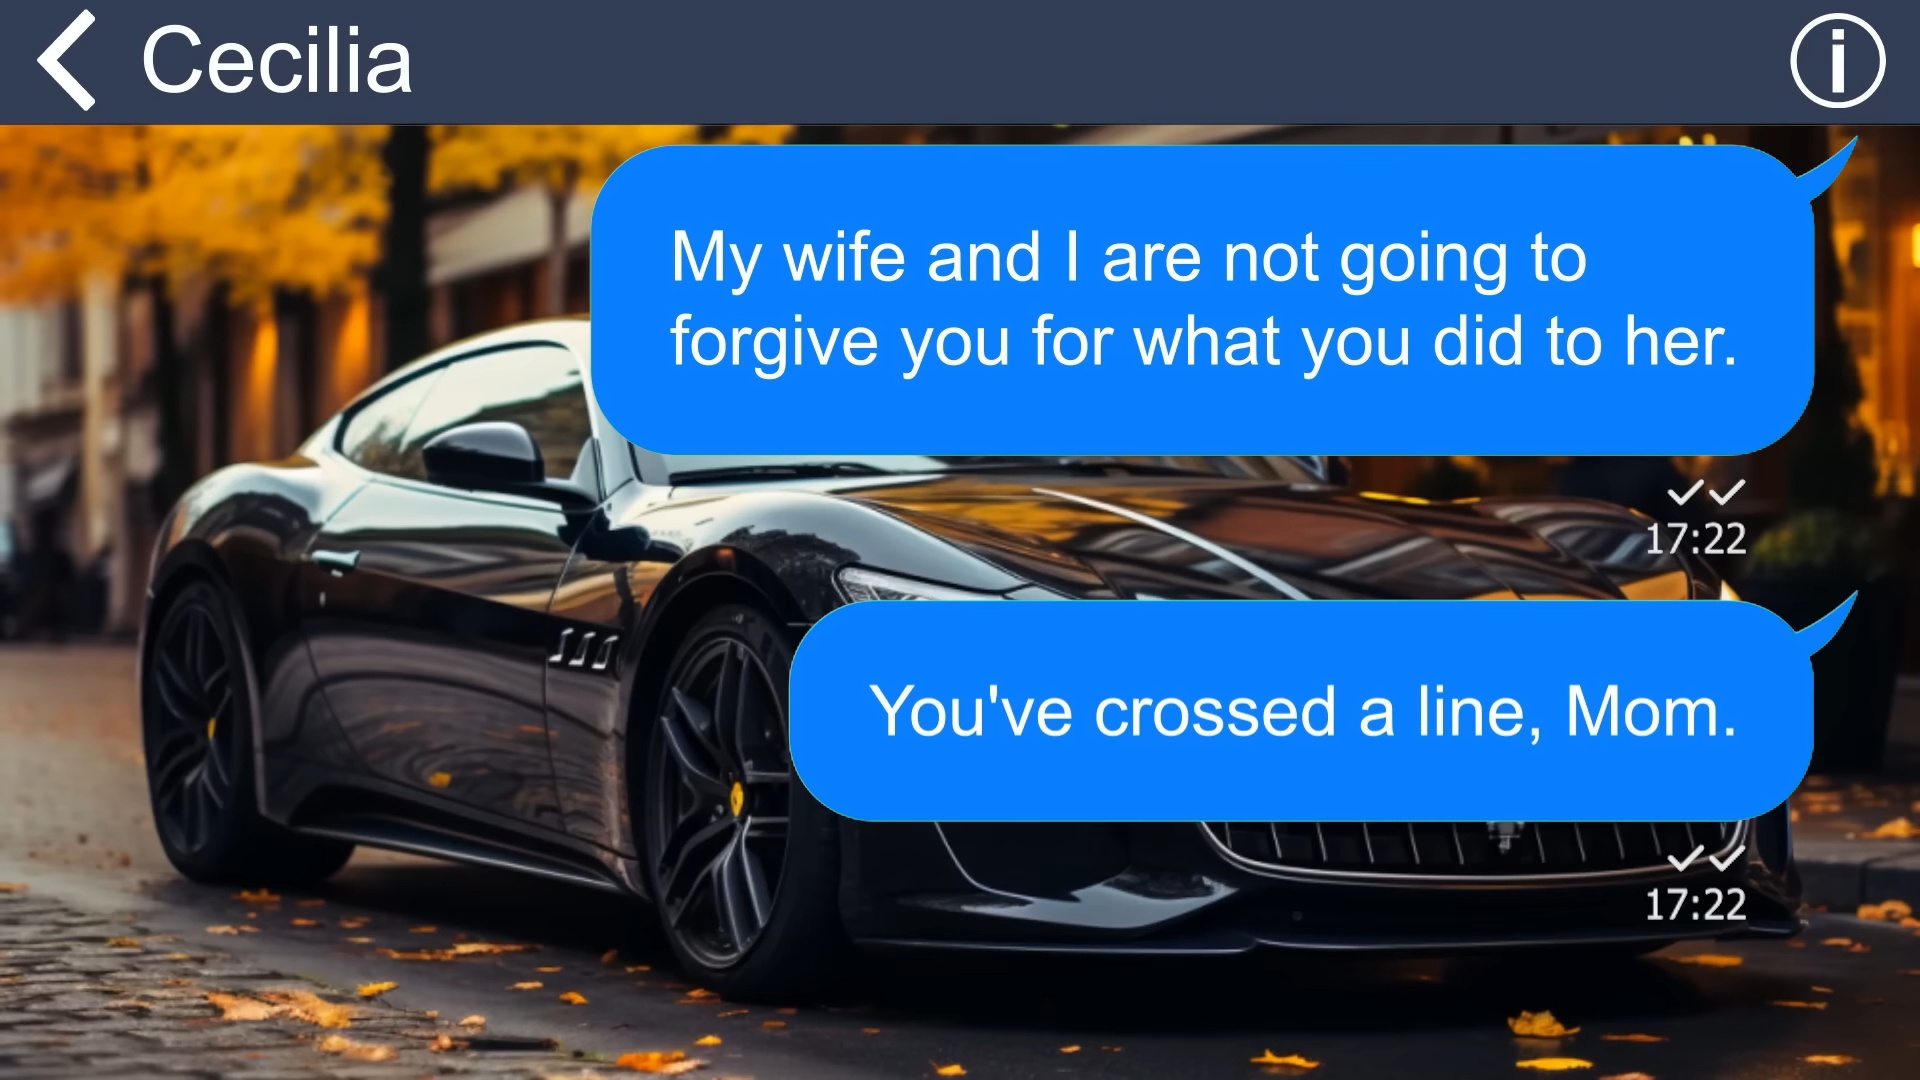 Cecilia
My wife and I are not going to
forgive you for what you did to her.
17:22
You've crossed a line, Mom.
17:22